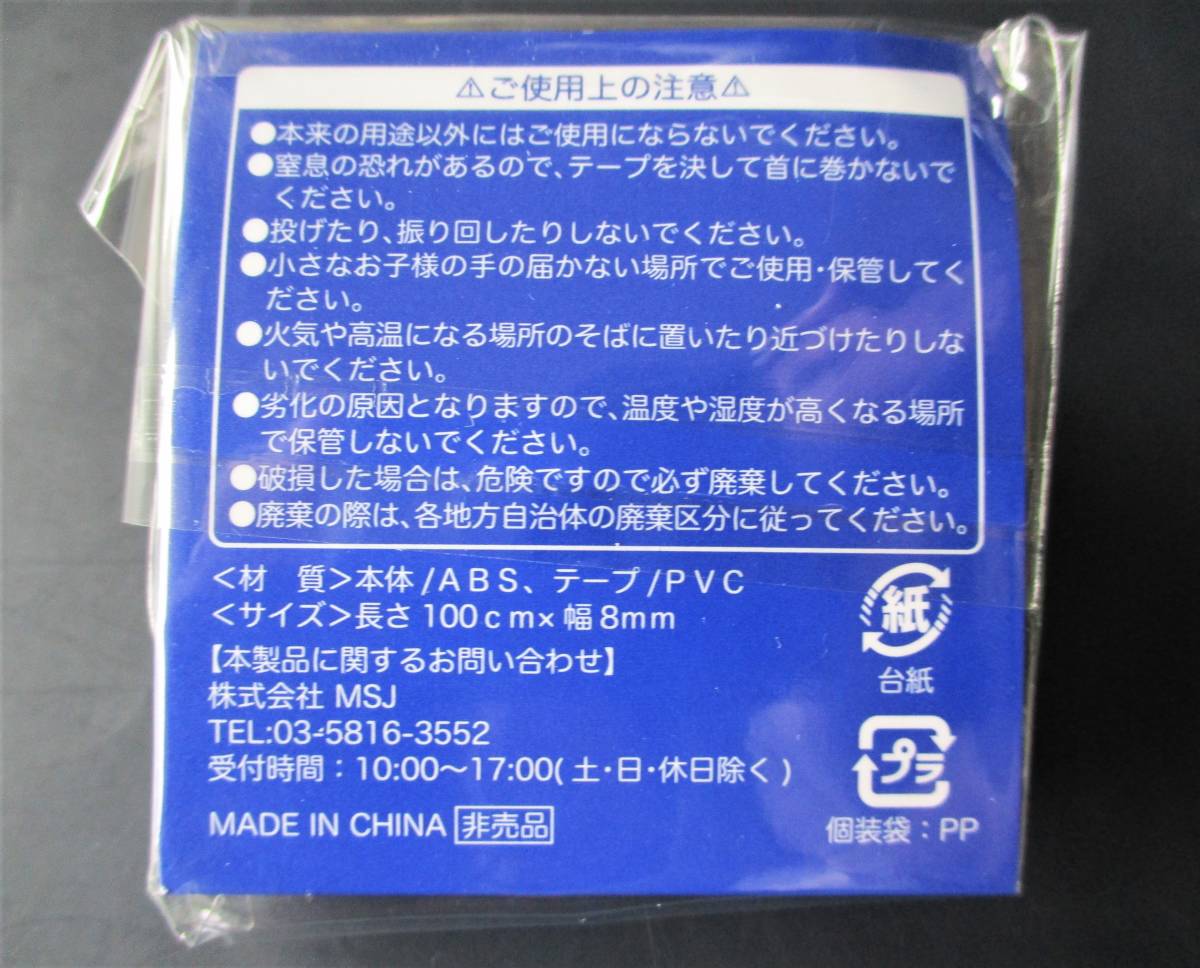 ⚠ご使用上の注意⚠
●本来の用途以外にはご使用にならないでください。
●窒息の恐れがあるので、テープを決して首に巻かないで
ください。
●投げたり、振り回したりしないでください。
●小さなお子様の手の届かない場所でご使用・保管してく
ださい。
●火気や高温になる場所のそばに置いたり近づけたりしな
いでください。
●劣化の原因となりますので、温度や湿度が高くなる場所
で保管しないでください。
●破損した場合は、危険ですので必ず廃棄してください。
●廃棄の際は、各地方自治体の廃棄区分に従ってください。
＜材　質＞本体/ABS、テープ/PVC
＜サイズ＞長さ100cm×幅8mm
【本製品に関するお問い合わせ】
株式会社 MSJ
TEL:03-5816-3552
受付時間：10:00～17:00(土・日・休日除く)
MADE IN CHINA 非売品
紙
台紙
プラ
個装袋：PP